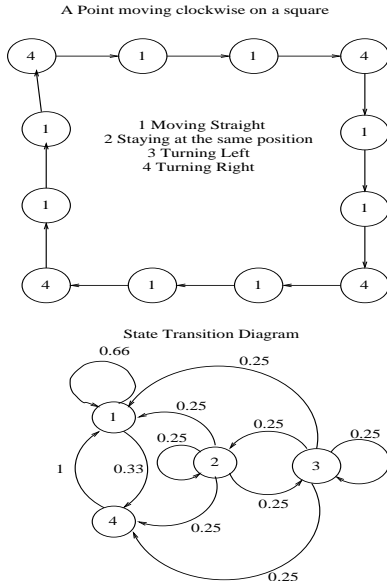 A Point moving clockwise on a square
4 1 1 4
1 1
1 Moving Straight
2 Staying at the same position
3 Turning Left
4 Turning Right
1 1
4 1 1 4
State Transition Diagram
0.66
0.25
1
0.25
0.25
0.25
0.25
1
0.33
2
3
0.25
4
0.25
0.25